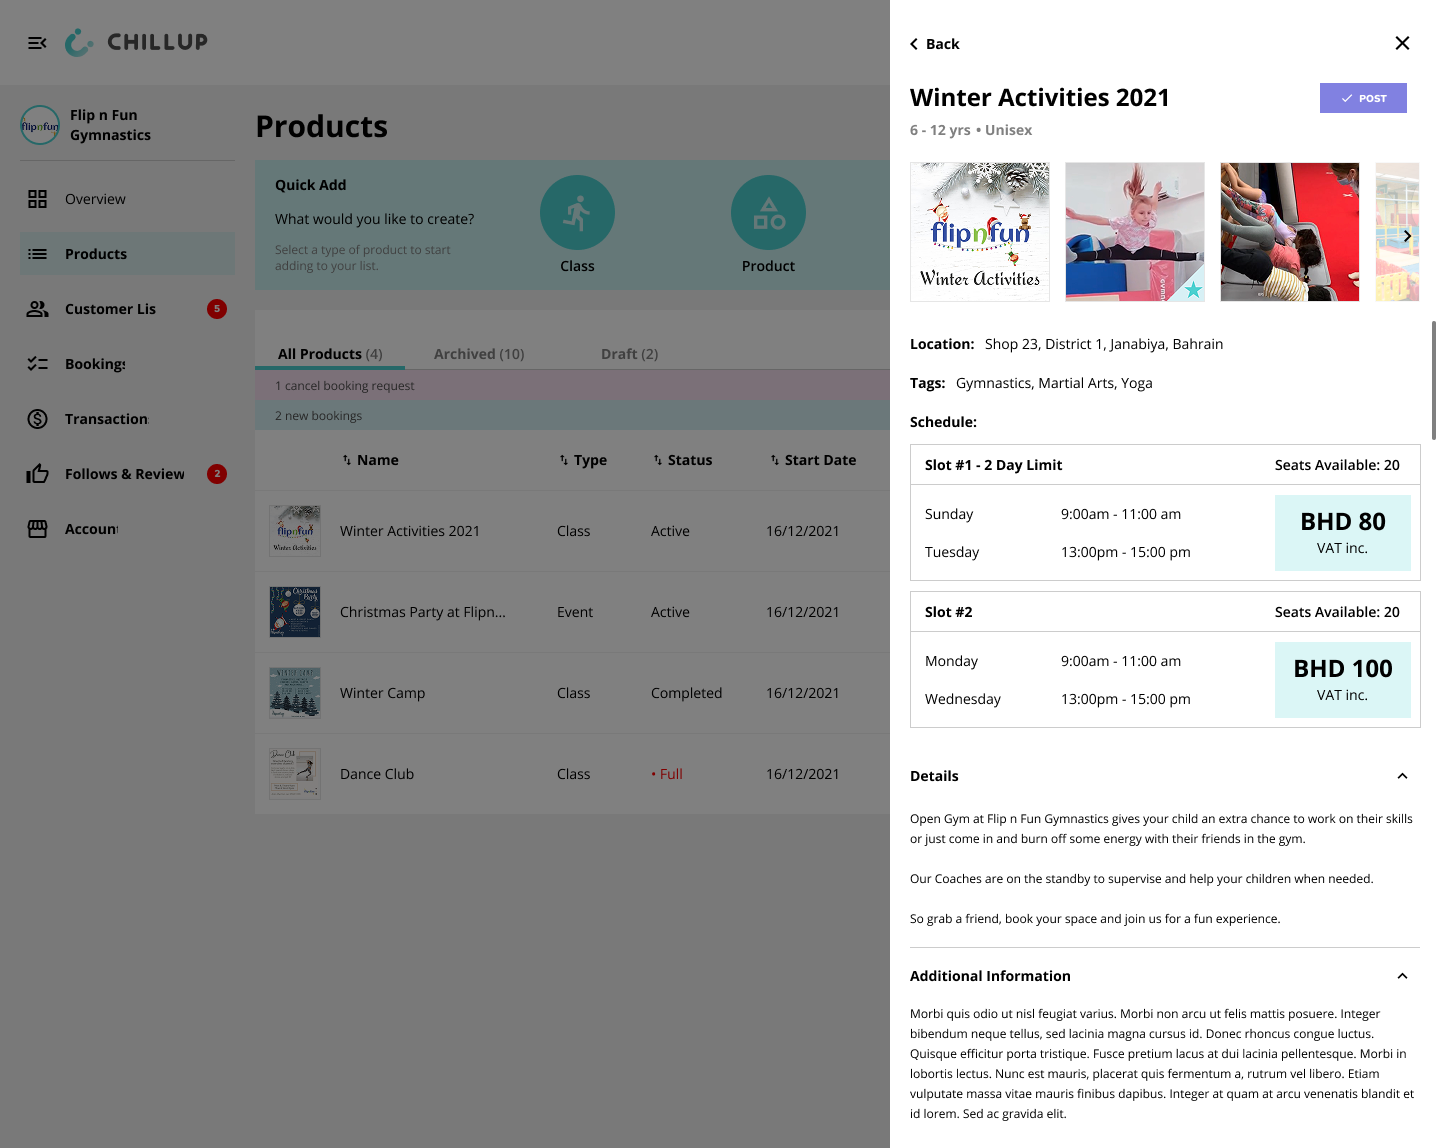 CHILLUP
flipnfun
Flip n Fun
Gymnastics
Overview
Products
Customer Lis
5
Bookings
Transaction
Follows & Review
2
Accoun
Products
Quick Add
What would you like to create?
Select a type of product to start
adding to your list.
Class
Product
All Products (4)
Archived (10)
Draft (2)
1 cancel booking request
2 new bookings
Name
Type
Status
Start Date
flipnfun
Winter Activities
Winter Activities 2021
Class
Active
16/12/2021
Christmas
Party
Christmas Party at Flipn...
Event
Active
16/12/2021
WINTER CAMP
Winter Camp
Class
Completed
16/12/2021
Dance Club
Dance Club
Class
• Full
16/12/2021
Back
Winter Activities 2021
POST
6 - 12 yrs • Unisex
flipnfun
Winter Activities
Location: Shop 23, District 1, Janabiya, Bahrain
Tags: Gymnastics, Martial Arts, Yoga
Schedule:
Slot #1 - 2 Day Limit
Seats Available: 20
Sunday
9:00am - 11:00 am
Tuesday
13:00pm - 15:00 pm
BHD 80
VAT inc.
Slot #2
Seats Available: 20
Monday
9:00am - 11:00 am
Wednesday
13:00pm - 15:00 pm
BHD 100
VAT inc.
Details
Open Gym at Flip n Fun Gymnastics gives your child an extra chance to work on their skills
or just come in and burn off some energy with their friends in the gym.
Our Coaches are on the standby to supervise and help your children when needed.
So grab a friend, book your space and join us for a fun experience.
Additional Information
Morbi quis odio ut nisl feugiat varius. Morbi non arcu ut felis mattis posuere. Integer
bibendum neque tellus, sed lacinia magna cursus id. Donec rhoncus congue luctus.
Quisque efficitur porta tristique. Fusce pretium lacus at dui lacinia pellentesque. Morbi in
lobortis lectus. Nunc est mauris, placerat quis fermentum a, rutrum vel libero. Etiam
vulputate massa vitae mauris finibus dapibus. Integer at quam at arcu venenatis blandit et
id lorem. Sed ac gravida elit.